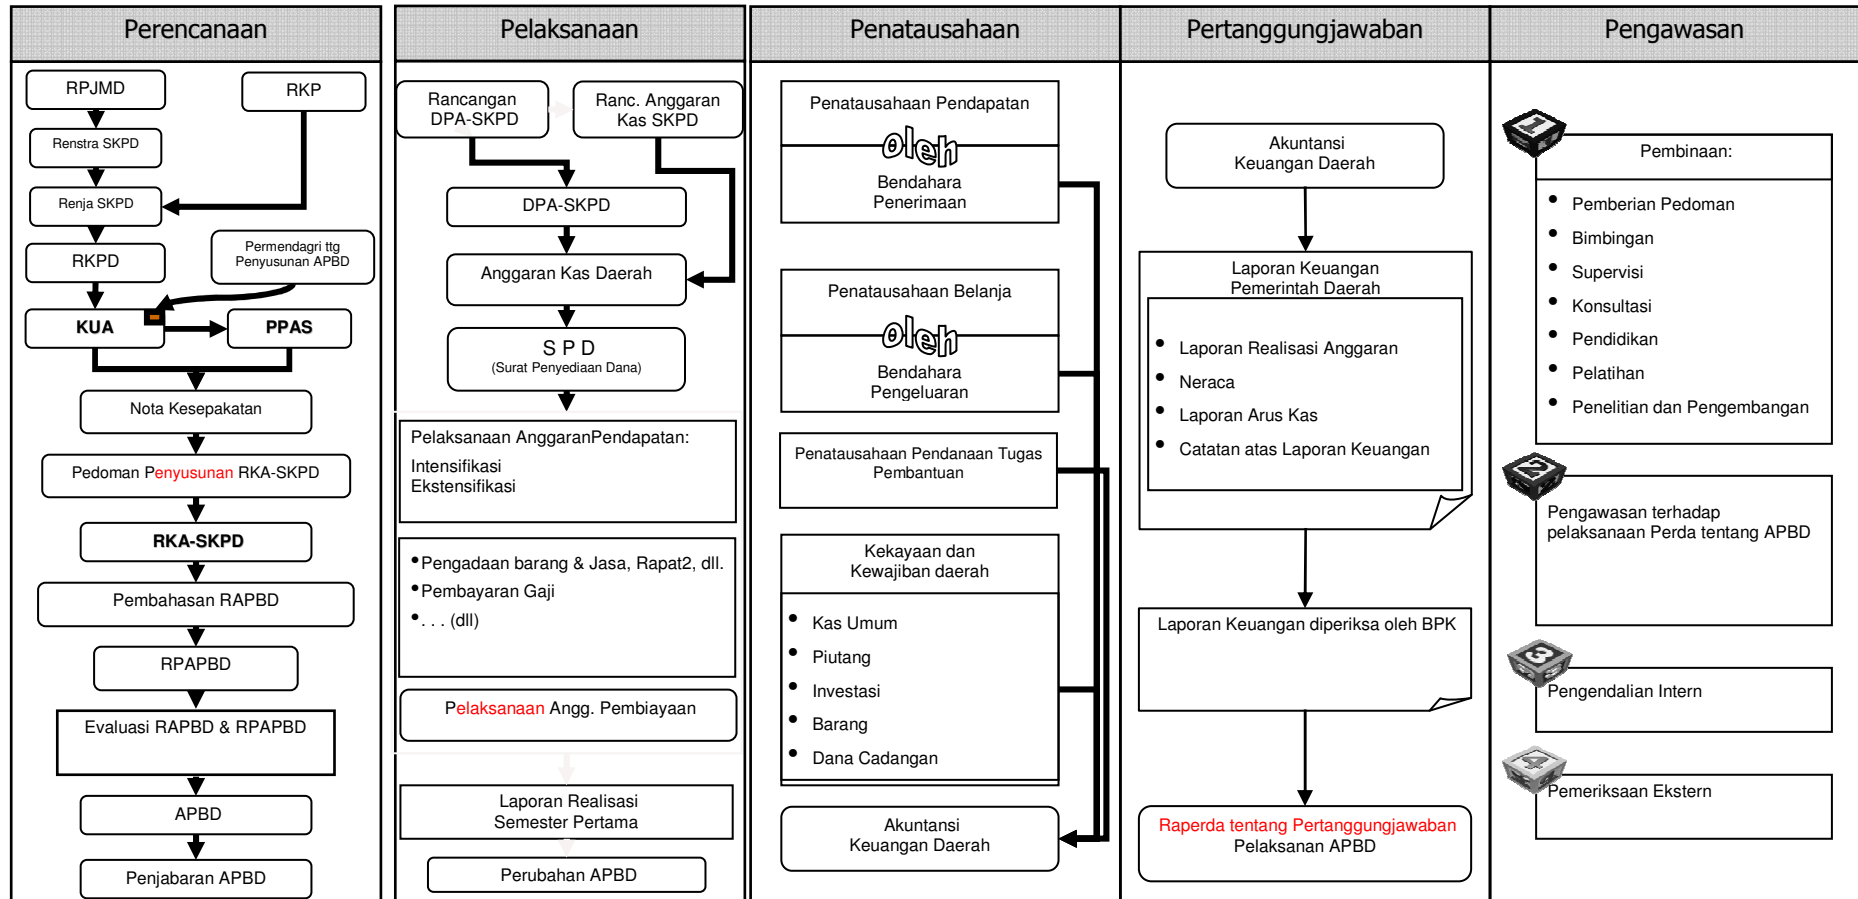 Perencanaan
RPJMD
RKP
Renstra SKPD
Renja SKPD
RKPD
Permendagri ttg
Penyusunan APBD
KUA
PPAS
Nota Kesepakatan
Pedoman Penyusunan RKA-SKPD
RKA-SKPD
Pembahasan RAPBD
RPAPBD
Evaluasi RAPBD & RPAPBD
APBD
Penjabaran APBD
Pelaksanaan
Rancangan
DPA-SKPD
Ranc. Anggaran
Kas SKPD
DPA-SKPD
Anggaran Kas Daerah
S P D
(Surat Penyediaan Dana)
Pelaksanaan AnggaranPendapatan:
Intensifikasi
Ekstensifikasi
• Pengadaan barang & Jasa, Rapat2, dll.
• Pembayaran Gaji
• . . . (dll)
Pelaksanaan Angg. Pembiayaan
Laporan Realisasi
Semester Pertama
Perubahan APBD
Penatausahaan
Penatausahaan Pendapatan
oleh
Bendahara
Penerimaan
Penatausahaan Belanja
oleh
Bendahara
Pengeluaran
Penatausahaan Pendanaan Tugas
Pembantuan
Kekayaan dan
Kewajiban daerah
• Kas Umum
• Piutang
• Investasi
• Barang
• Dana Cadangan
Akuntansi
Keuangan Daerah
Pertanggungjawaban
Akuntansi
Keuangan Daerah
Laporan Keuangan
Pemerintah Daerah
• Laporan Realisasi Anggaran
• Neraca
• Laporan Arus Kas
• Catatan atas Laporan Keuangan
Laporan Keuangan diperiksa oleh BPK
Raperda tentang Pertanggungjawaban
Pelaksanan APBD
Pengawasan
1
Pembinaan:
• Pemberian Pedoman
• Bimbingan
• Supervisi
• Konsultasi
• Pendidikan
• Pelatihan
• Penelitian dan Pengembangan
2
Pengawasan terhadap
pelaksanaan Perda tentang APBD
3
Pengendalian Intern
4
Pemeriksaan Ekstern